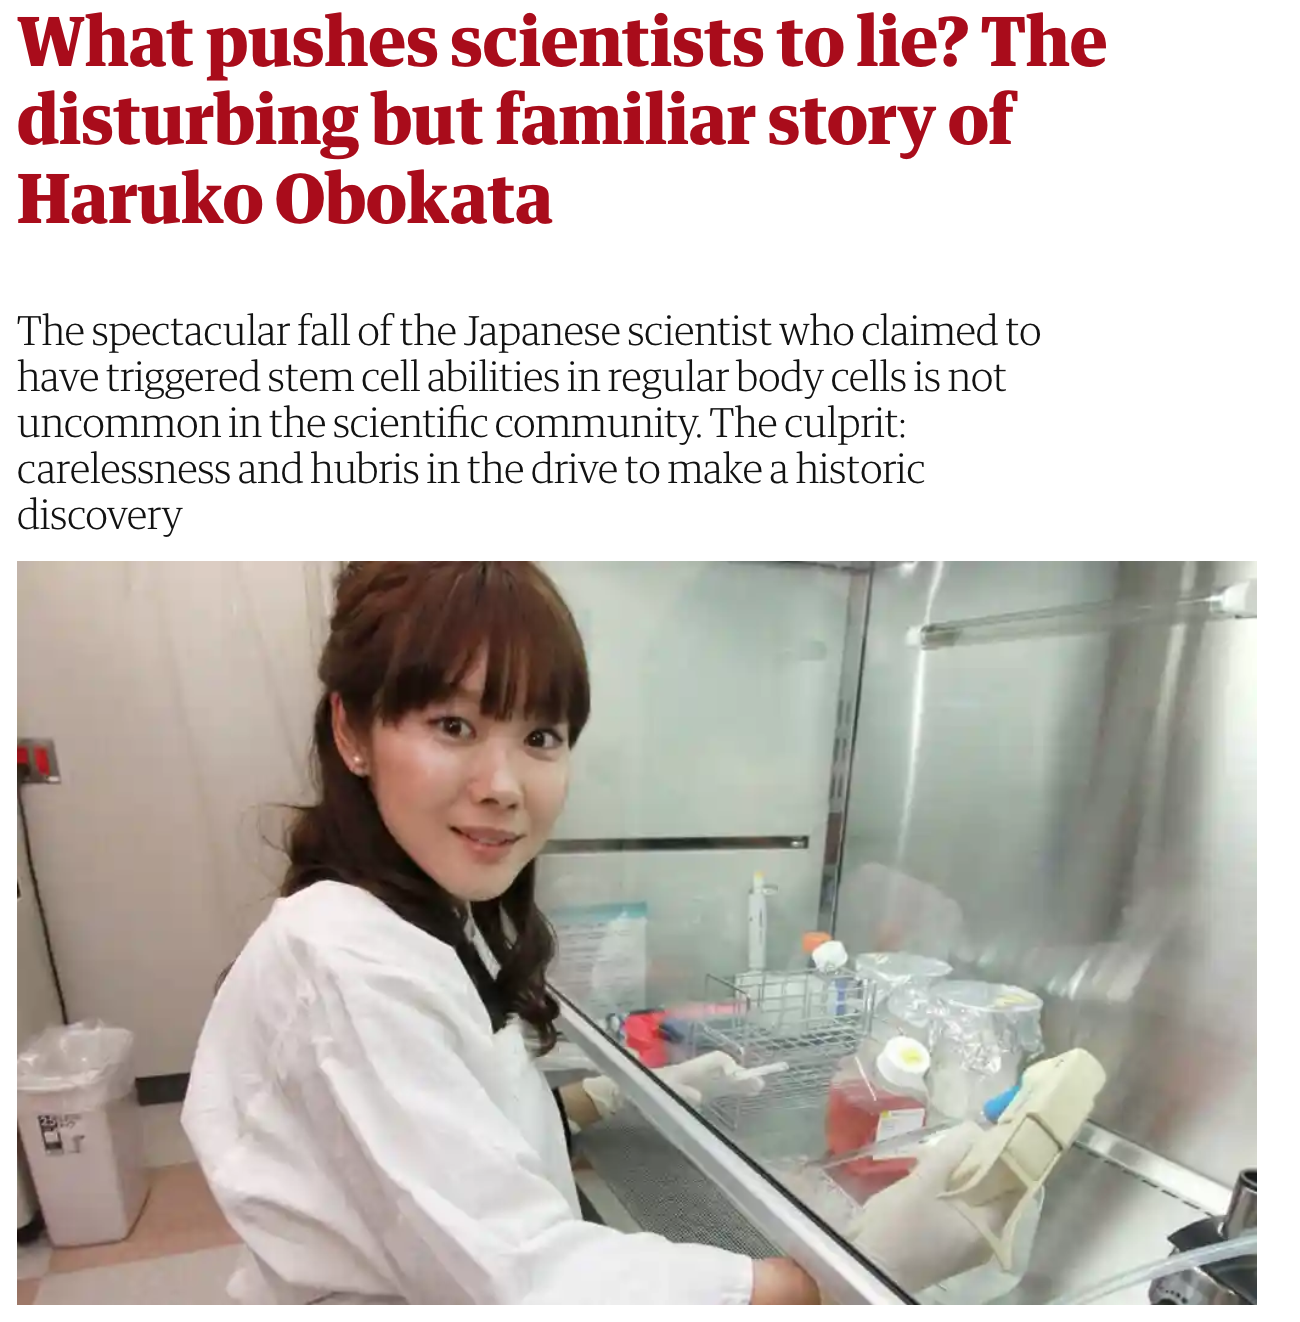 What pushes scientists to lie? The
disturbing but familiar story of
Haruko Obokata
The spectacular fall of the Japanese scientist who claimed to
have triggered stem cell abilities in regular body cells is not
uncommon in the scientific community. The culprit:
carelessness and hubris in the drive to make a historic
discovery